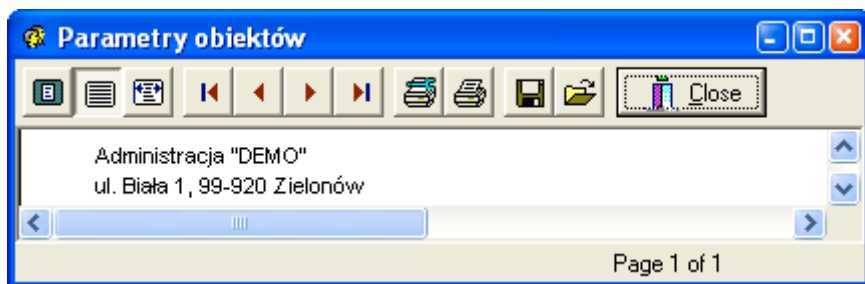 Parametry obiektów
Close
Administracja "DEMO"
ul. Biała 1, 99-920 Zielonów
Page 1 of 1